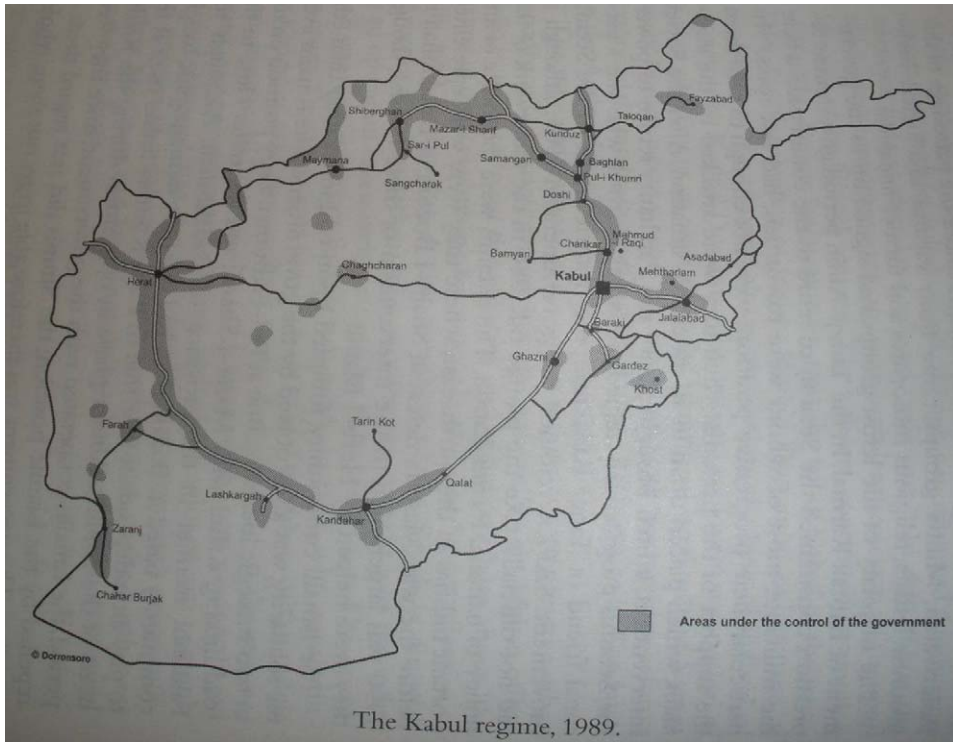 Fayzabad
Shiberghan
Mazar-i Sharif
Kunduz
Taloqan
Sar-i Pul
Maymana
Samangan
Baghlan
Sangcharak
Pul-i Khumri
Doshi
Mahmud
-i Raqi
Charikar
Bamyan
Asadabad
Chaghcharan
Kabul
Mehtharlam
Herat
Jalalabad
Baraki
Ghazni
Gardez
Khost
Tarin Kot
Farah
Qalat
Lashkargah
Kandahar
Zaranj
Chahar Burjak
Areas under the control of the government
© Dorronsoro
The Kabul regime, 1989.